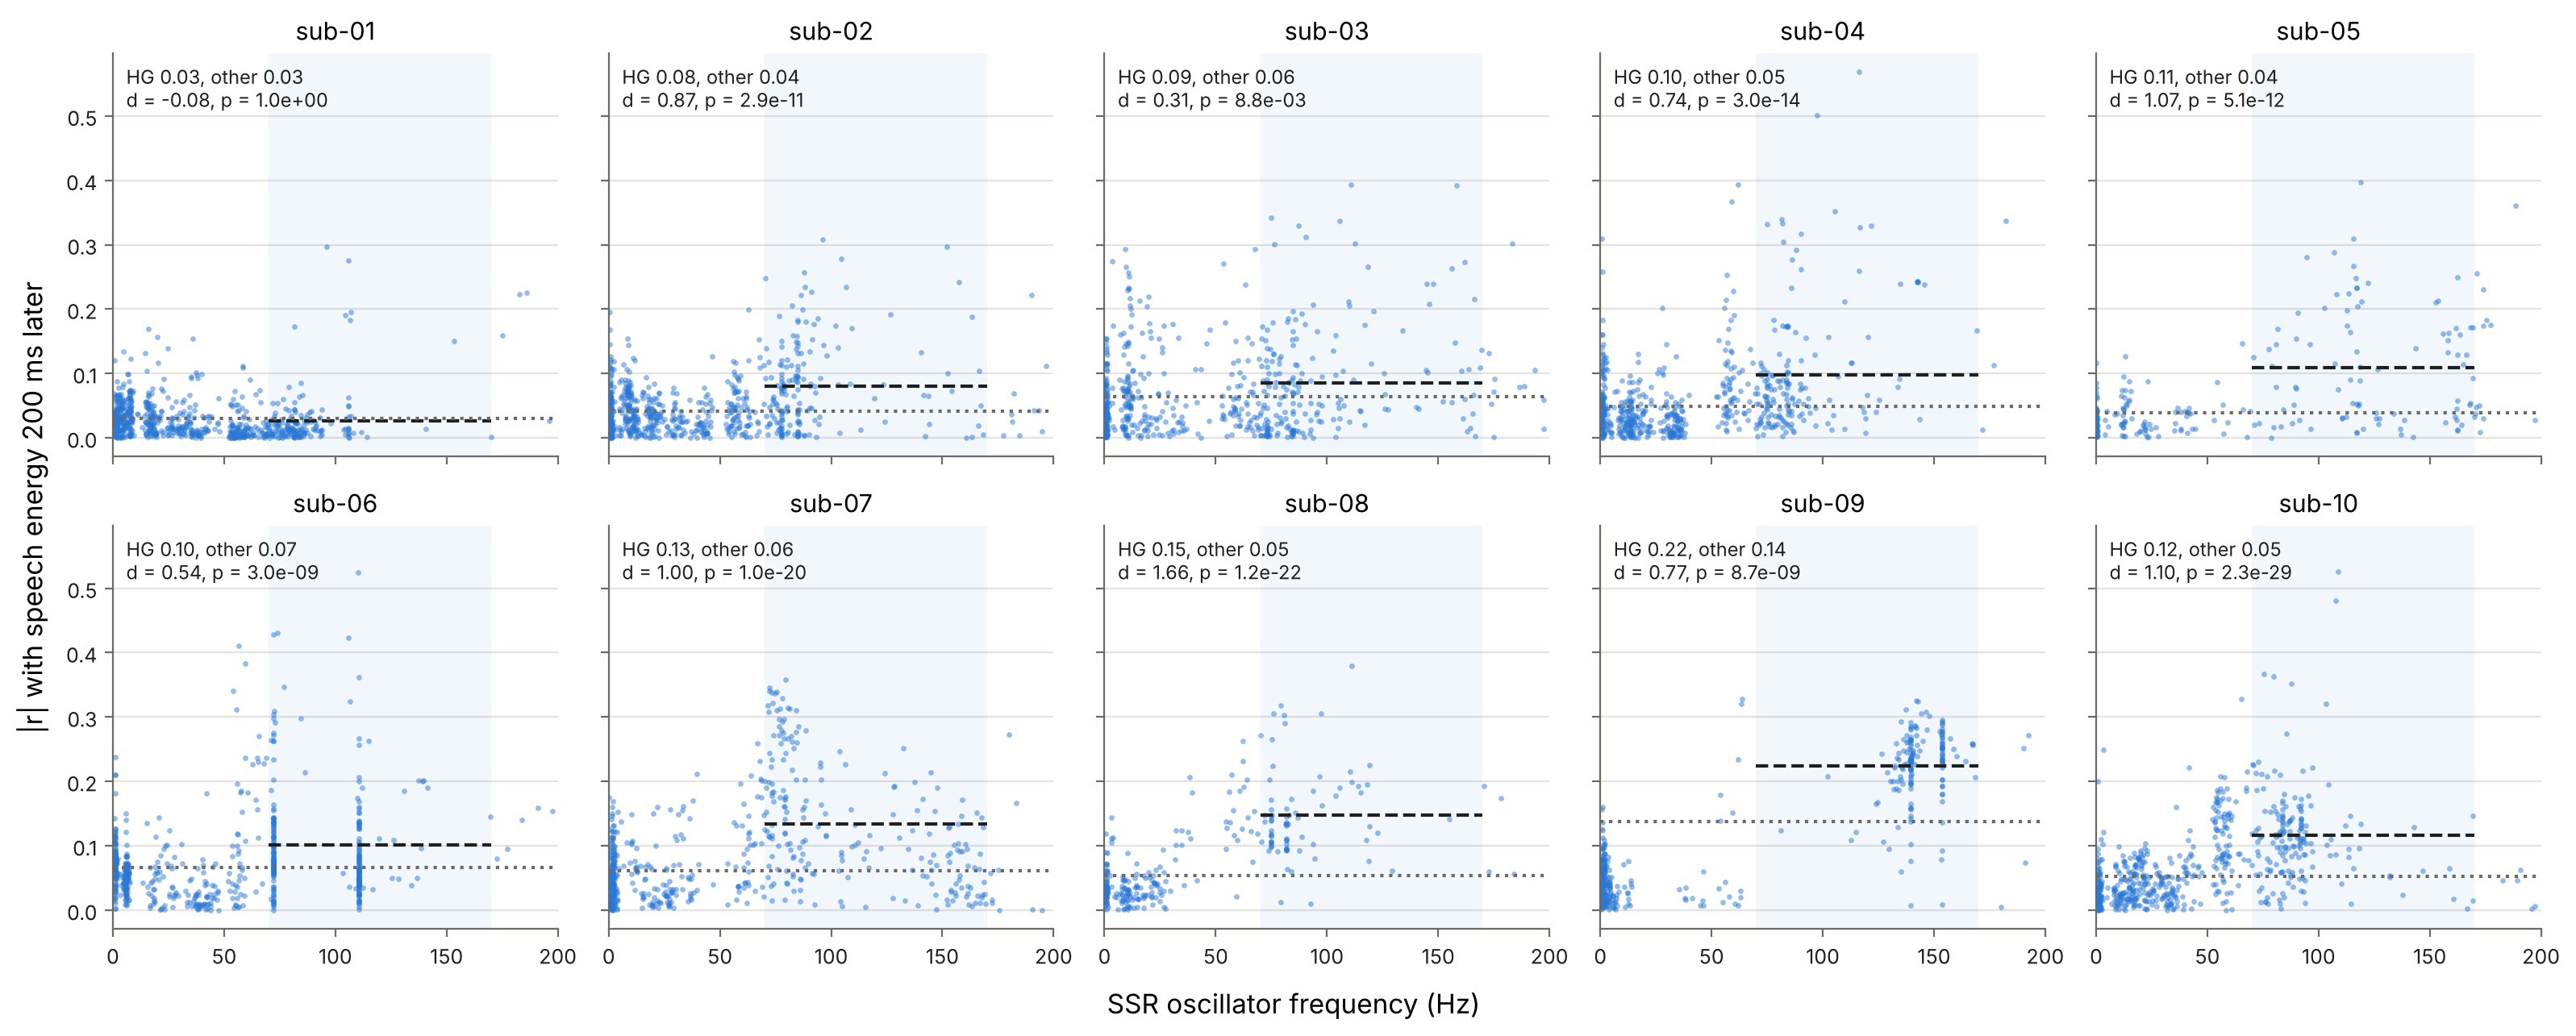 sub-01
sub-02
sub-03
sub-04
sub-05
HG 0.03, other 0.03
d = -0.08, p = 1.0e+00
HG 0.08, other 0.04
d = 0.87, p = 2.9e-11
HG 0.09, other 0.06
d = 0.31, p = 8.8e-03
HG 0.10, other 0.05
d = 0.74, p = 3.0e-14
HG 0.11, other 0.04
d = 1.07, p = 5.1e-12
0.5
0.4
0.3
0.2
0.1
0.0
|r| with speech energy 200 ms later
sub-06
sub-07
sub-08
sub-09
sub-10
HG 0.10, other 0.07
d = 0.54, p = 3.0e-09
HG 0.13, other 0.06
d = 1.00, p = 1.0e-20
HG 0.15, other 0.05
d = 1.66, p = 1.2e-22
HG 0.22, other 0.14
d = 0.77, p = 8.7e-09
HG 0.12, other 0.05
d = 1.10, p = 2.3e-29
0.5
0.4
0.3
0.2
0.1
0.0
0 50 100 150 200
0 50 100 150 200
0 50 100 150 200
0 50 100 150 200
0 50 100 150 200
SSR oscillator frequency (Hz)